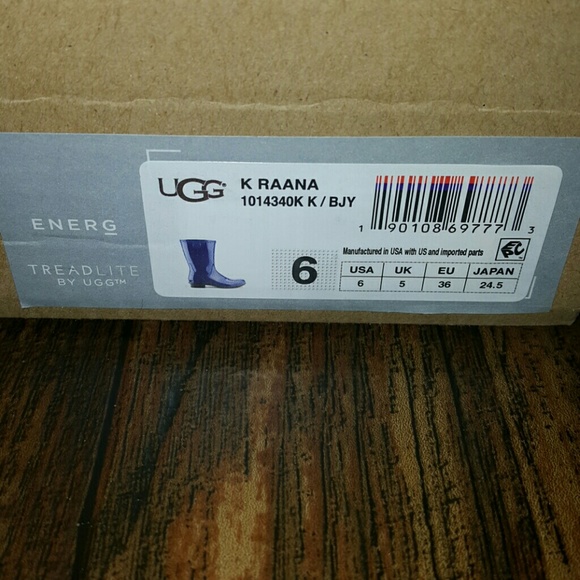 ENERG
TREADLITE
BY UGG™
UGG®
K RAANA
1014340K K / BJY
1 90108 69777 3
Manufactured in USA with US and imported parts
6
USA UK EU JAPAN
6 5 36 24.5